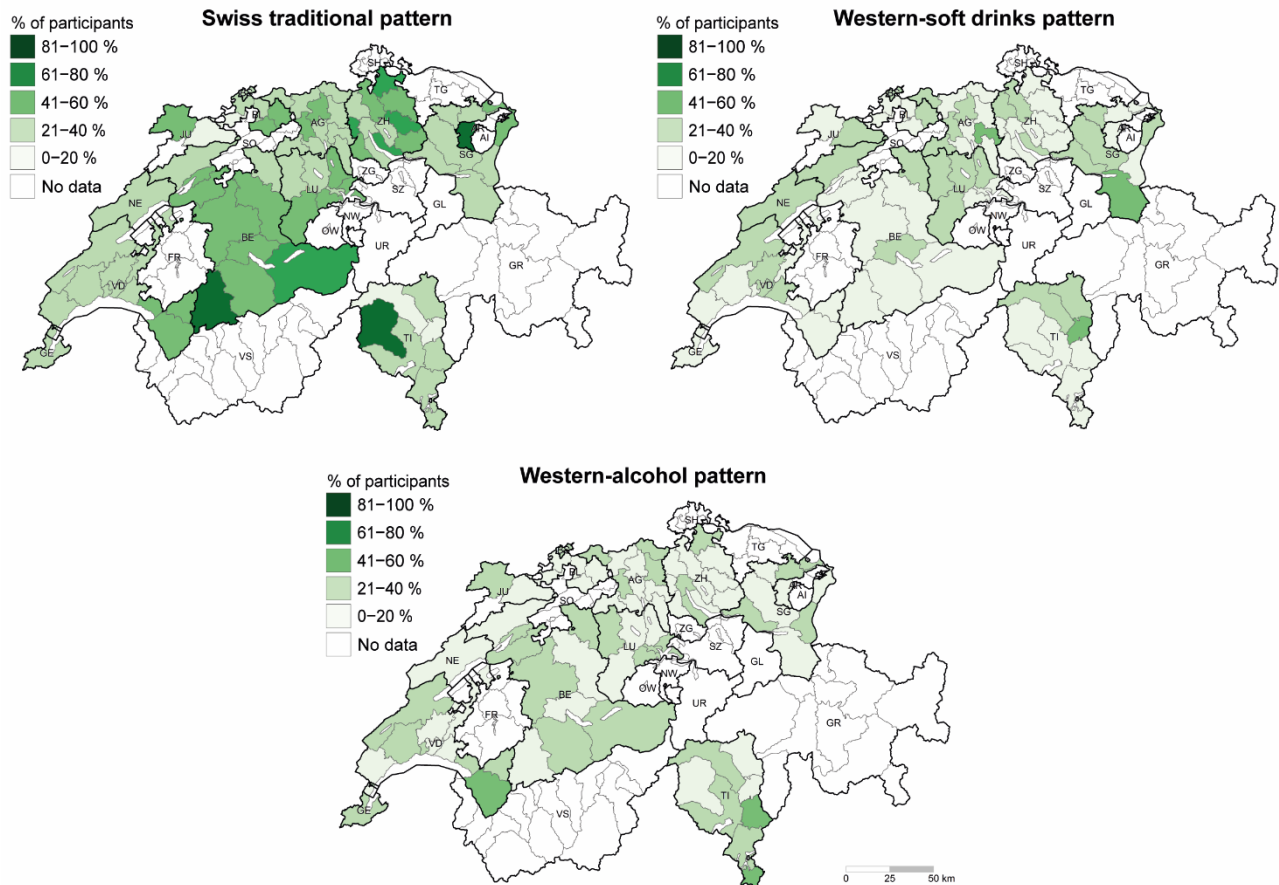 Swiss traditional pattern
% of participants
81−100 %
61−80 %
41−60 %
21−40 %
0−20 %
No data
SH
TG
JU
BL
AG
ZH
AR
AI
SO
SG
NE
LU
ZG
SZ
GL
NW
OW
BE
UR
FR
GR
VD
TI
GE
VS
Western-soft drinks pattern
% of participants
81−100 %
61−80 %
41−60 %
21−40 %
0−20 %
No data
SH
TG
JU
BL
AG
ZH
AR
AI
SO
SG
NE
LU
ZG
SZ
GL
NW
OW
BE
UR
FR
GR
VD
TI
GE
VS
Western-alcohol pattern
% of participants
81−100 %
61−80 %
41−60 %
21−40 %
0−20 %
No data
SH
TG
JU
BL
AG
ZH
AR
AI
SO
SG
NE
LU
ZG
SZ
GL
NW
OW
BE
UR
FR
GR
VD
TI
GE
VS
0 25 50 km